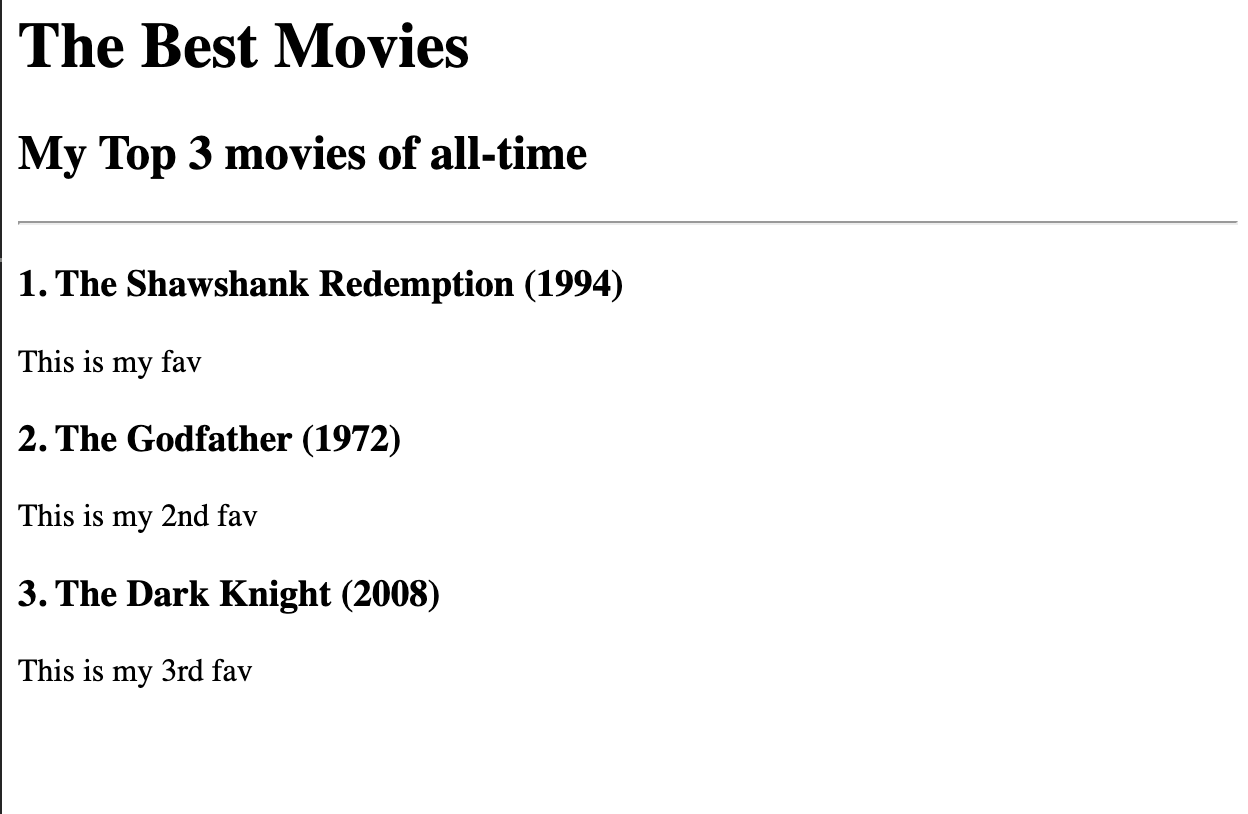 The Best Movies
My Top 3 movies of all-time
1. The Shawshank Redemption (1994)
This is my fav
2. The Godfather (1972)
This is my 2nd fav
3. The Dark Knight (2008)
This is my 3rd fav